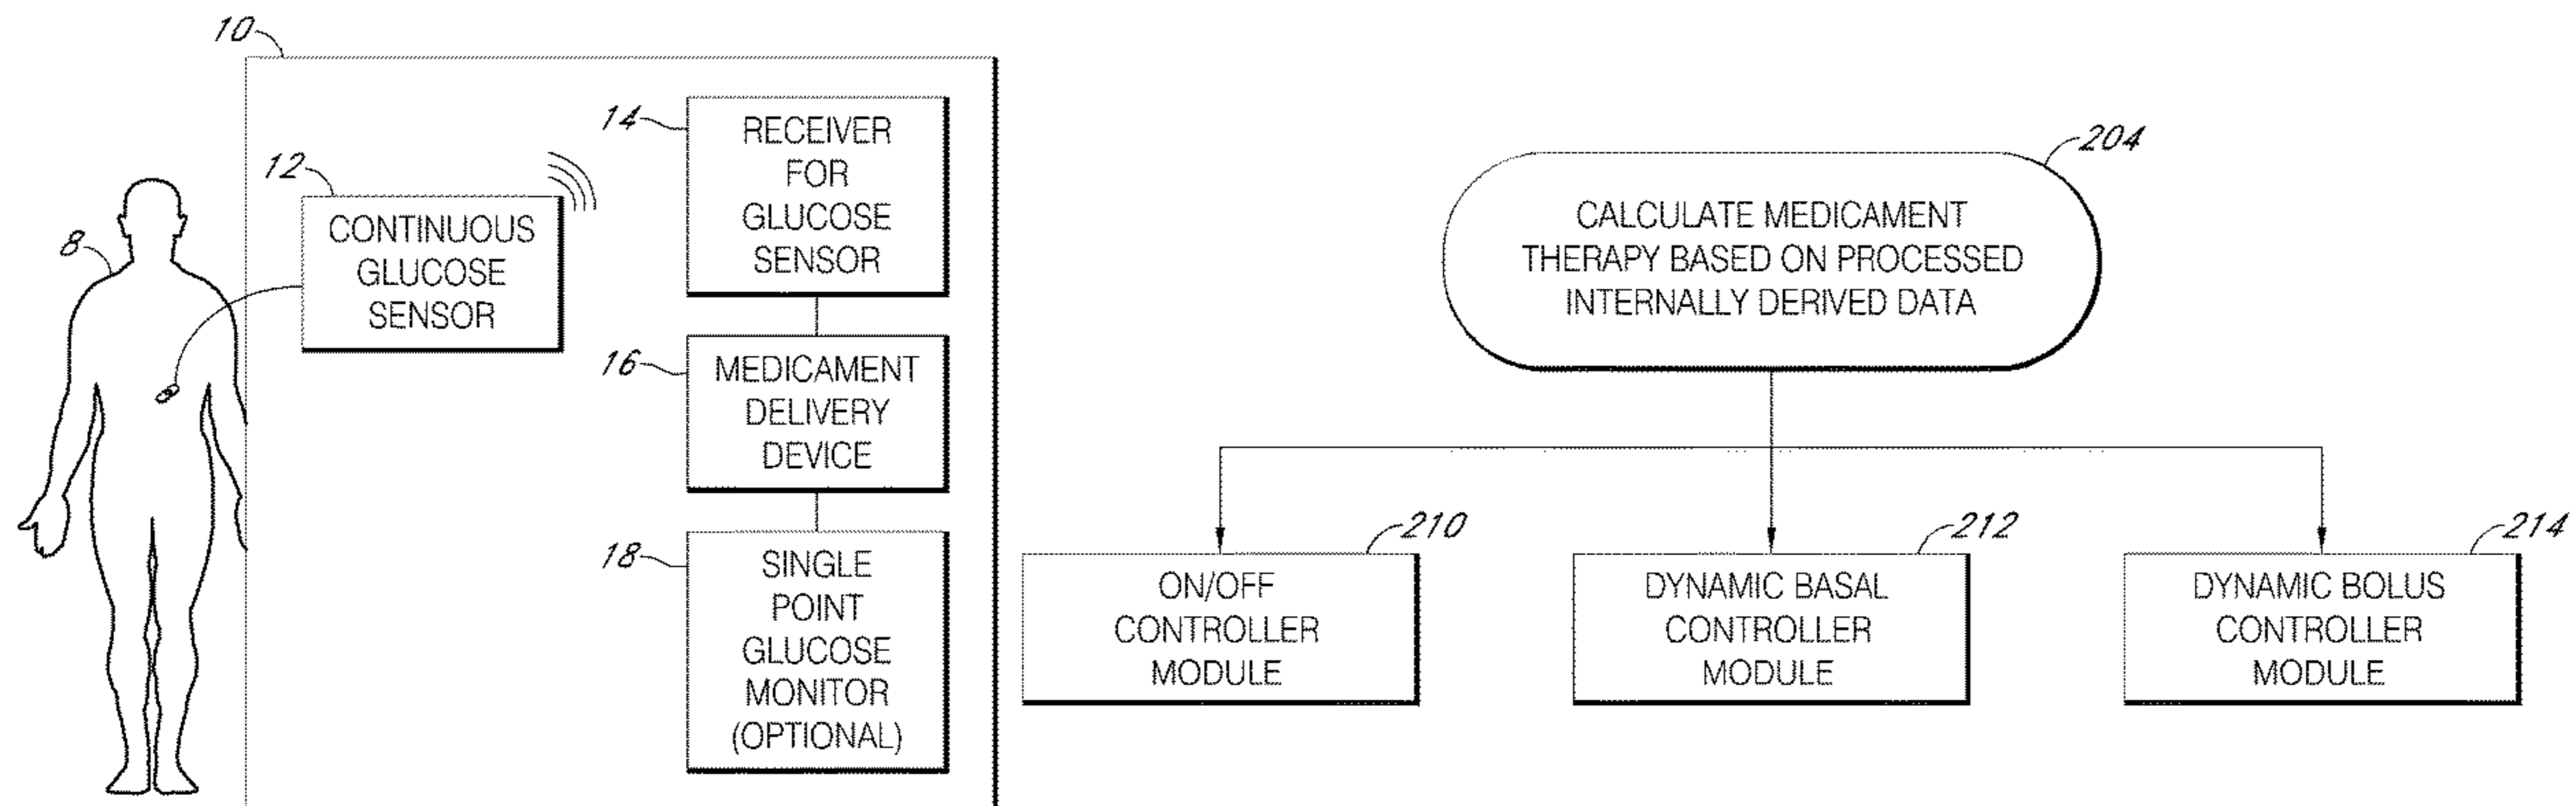 10
12
CONTINUOUS
GLUCOSE
SENSOR
8
14
RECEIVER
FOR
GLUCOSE
SENSOR
16
MEDICAMENT
DELIVERY
DEVICE
18
SINGLE
POINT
GLUCOSE
MONITOR
(OPTIONAL)
204
CALCULATE MEDICAMENT
THERAPY BASED ON PROCESSED
INTERNALLY DERIVED DATA
210
ON/OFF
CONTROLLER
MODULE
212
DYNAMIC BASAL
CONTROLLER
MODULE
214
DYNAMIC BOLUS
CONTROLLER
MODULE